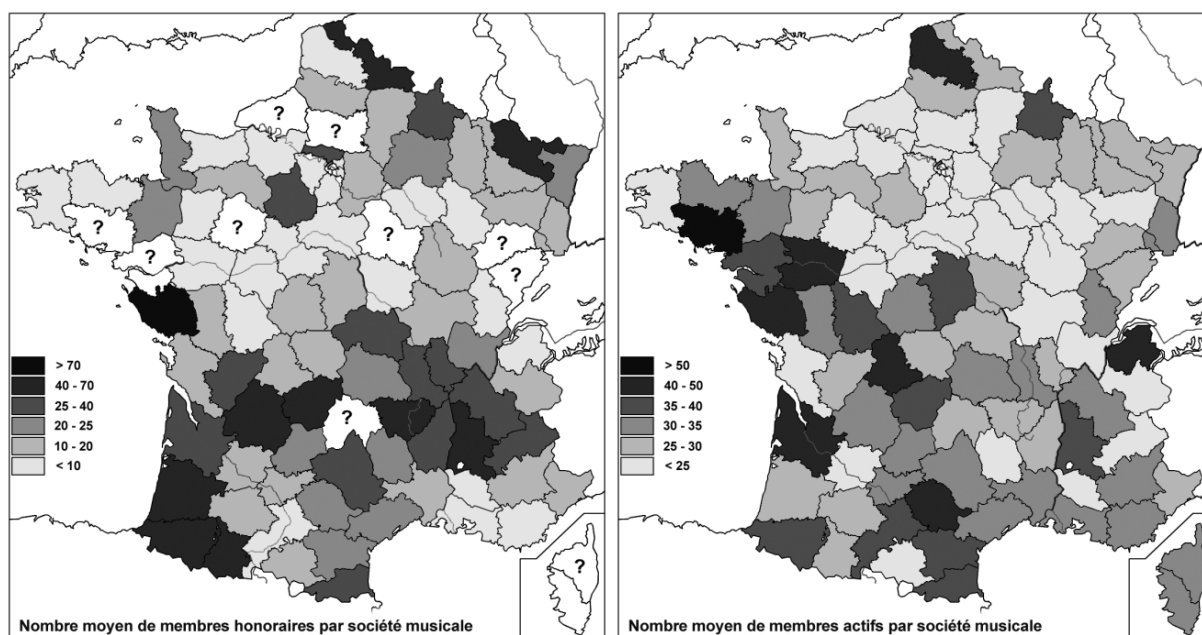 ?
?
?
?
?
?
?
?
> 70
40 - 70
25 - 40
20 - 25
10 - 20
< 10
?
?
Nombre moyen de membres honoraires par société musicale
> 50
40 - 50
35 - 40
30 - 35
25 - 30
< 25
Nombre moyen de membres actifs par société musicale